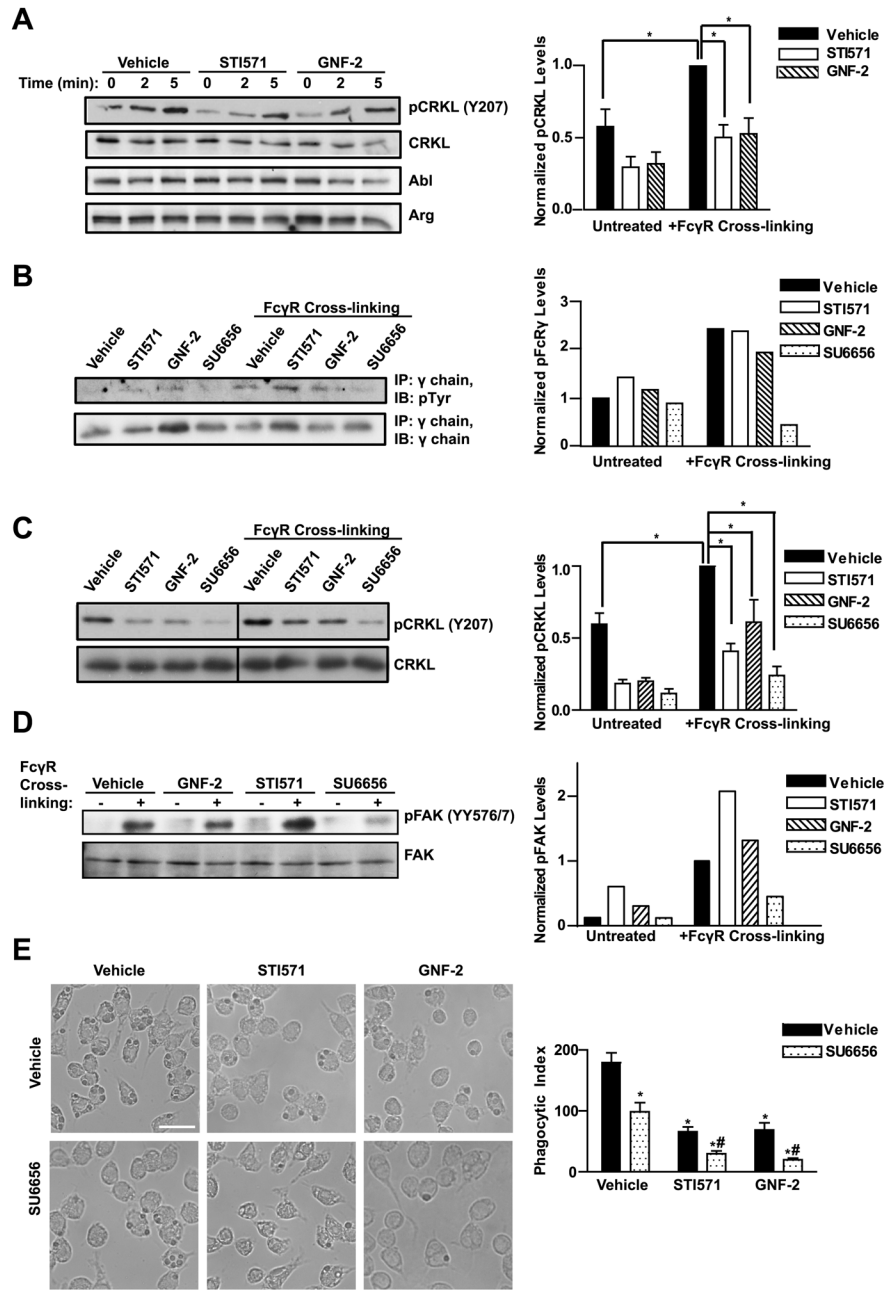 A
Vehicle STI571 GNF-2
Time (min): 0 2 5 0 2 5 0 2 5
pCRKL (Y207)
CRKL
Abl
Arg
Normalized pCRKL Levels
1.0
0.5
0.0
* * *
Untreated +FcγR Cross-linking
Vehicle
STI571
GNF-2
B
FcγR Cross-linking
Vehicle STI571 GNF-2 SU6656 Vehicle STI571 GNF-2 SU6656
IP: γ chain,
IB: pTyr
IP: γ chain,
IB: γ chain
Normalized pFcRγ Levels
3
2
1
0
Untreated +FcγR Cross-linking
Vehicle
STI571
GNF-2
SU6656
C
FcγR Cross-linking
Vehicle STI571 GNF-2 SU6656 Vehicle STI571 GNF-2 SU6656
pCRKL (Y207)
CRKL
Normalized pCRKL Levels
1.0
0.5
0.0
* * * *
Untreated +FcγR Cross-linking
Vehicle
STI571
GNF-2
SU6656
D
FcγR
Cross-
linking:
Vehicle GNF-2 STI571 SU6656
- + - + - + - +
pFAK (YY576/7)
FAK
Normalized pFAK Levels
2
1
0
Untreated +FcγR Cross-linking
Vehicle
STI571
GNF-2
SU6656
E
Vehicle STI571 GNF-2
Vehicle
SU6656
Phagocytic Index
200
100
0
* * *# * *#
Vehicle STI571 GNF-2
Vehicle
SU6656